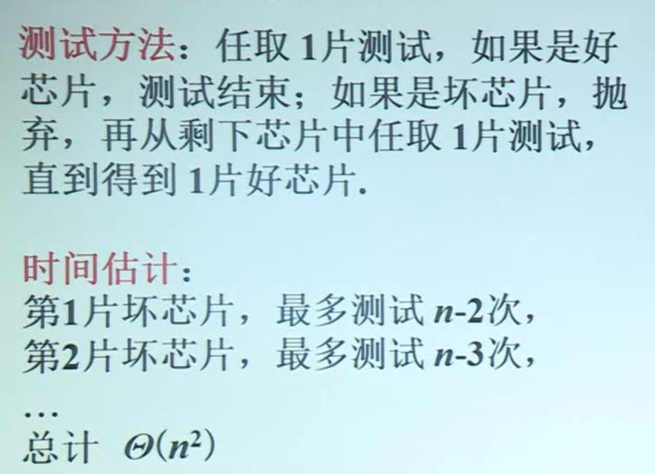 测试方法：任取 1片测试，如果是好
芯片，测试结束；如果是坏芯片，抛
弃，再从剩下芯片中任取 1片测试，
直到得到 1片好芯片.
时间估计：
第1片坏芯片，最多测试 n-2次，
第2片坏芯片，最多测试 n-3次，
…
总计 Θ(n²)